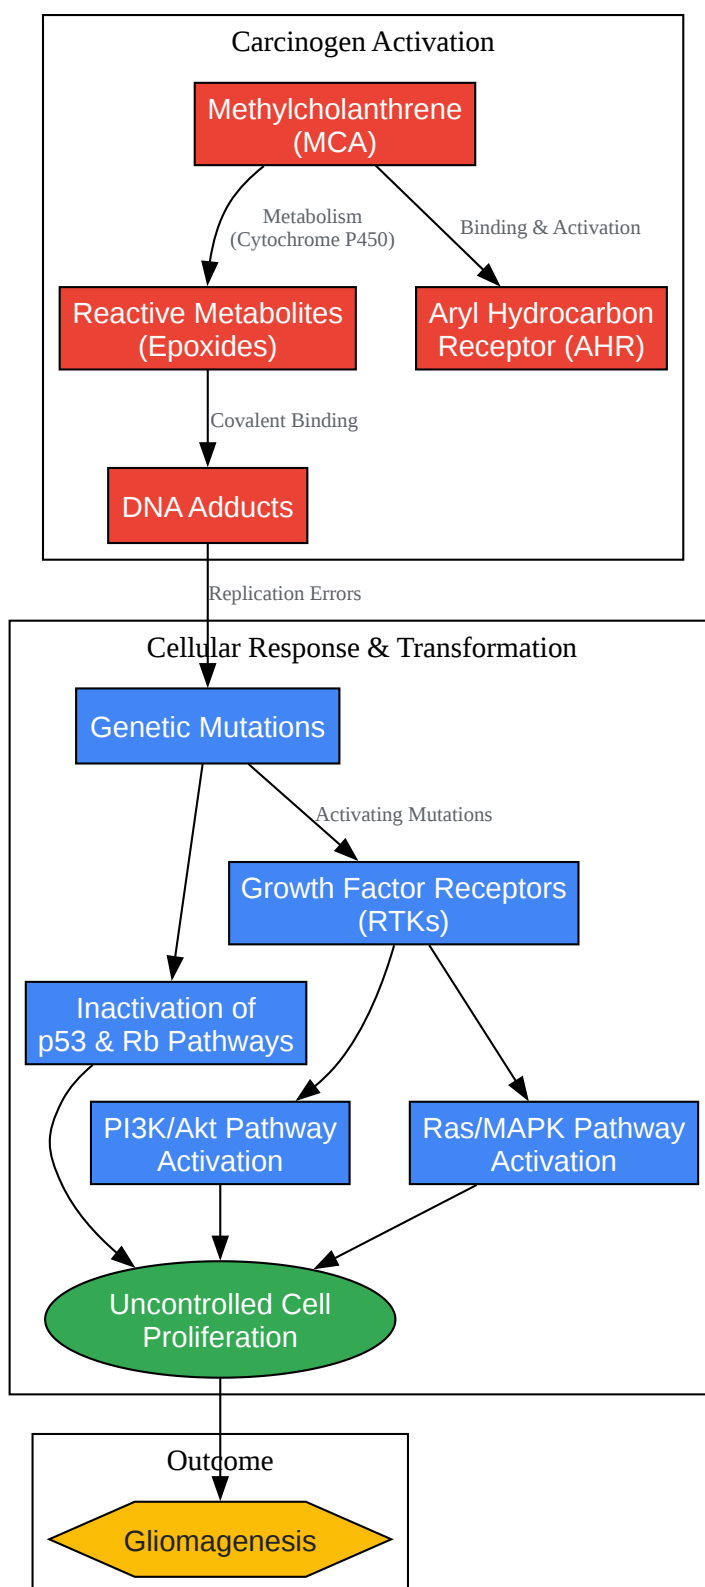 Carcinogen Activation
Methylcholanthrene
(MCA)
Metabolism
(Cytochrome P450)
Binding & Activation
Reactive Metabolites
(Epoxides)
Aryl Hydrocarbon
Receptor (AHR)
Covalent Binding
DNA Adducts
Replication Errors
Cellular Response & Transformation
Genetic Mutations
Activating Mutations
Growth Factor Receptors
(RTKs)
Inactivation of
p53 & Rb Pathways
PI3K/Akt Pathway
Activation
Ras/MAPK Pathway
Activation
Uncontrolled Cell
Proliferation
Outcome
Gliomagenesis